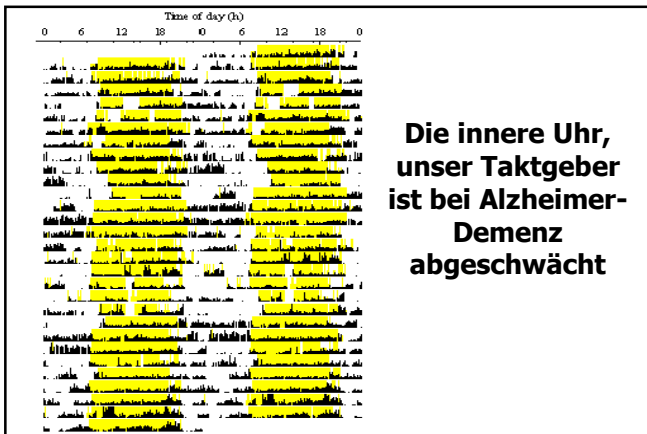 Time of day (h)
0 6 12 18 0 6 12 18 0
Die innere Uhr,
unser Taktgeber
ist bei Alzheimer-
Demenz
abgeschwächt